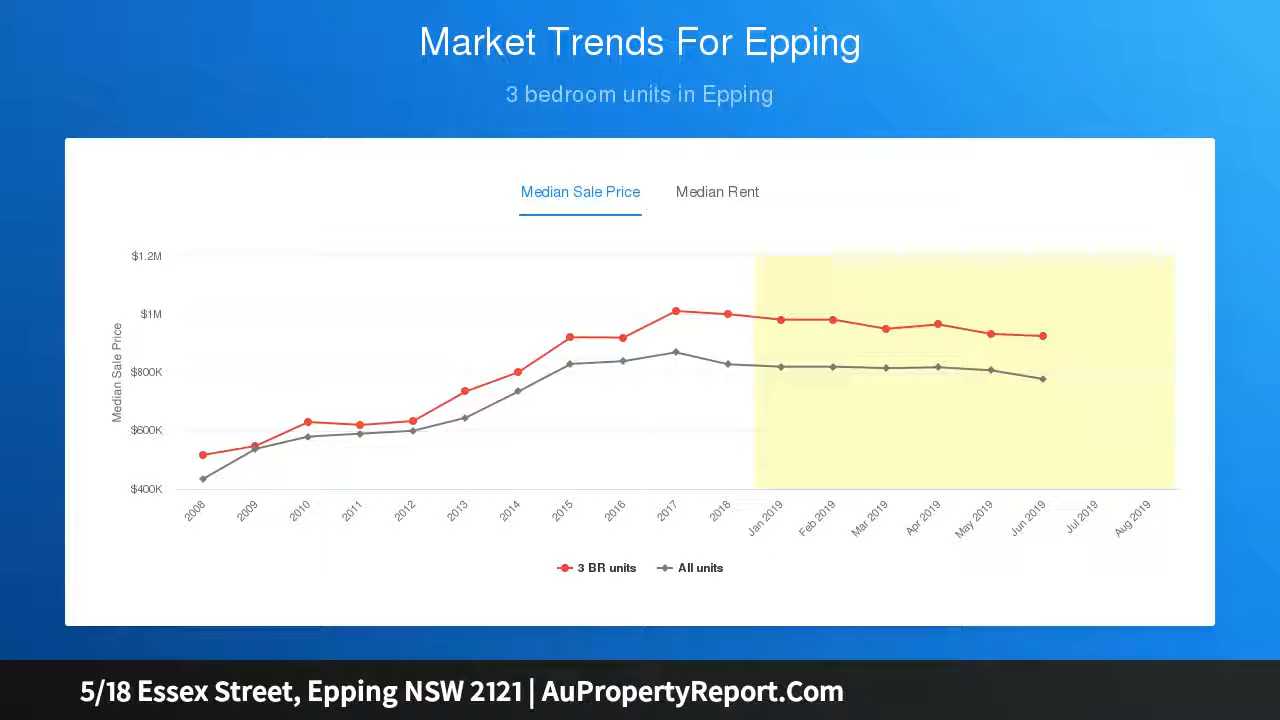 Market Trends For Epping
3 bedroom units in Epping
Median Sale Price Median Rent
Median Sale Price
$1.2M
$1M
$800K
$600K
$400K
2008 2009 2010 2011 2012 2013 2014 2015 2016 2017 2018 Jan 2019 Feb 2019 Mar 2019 Apr 2019 May 2019 Jun 2019 Jul 2019 Aug 2019
3 BR units All units
5/18 Essex Street, Epping NSW 2121 | AuPropertyReport.Com